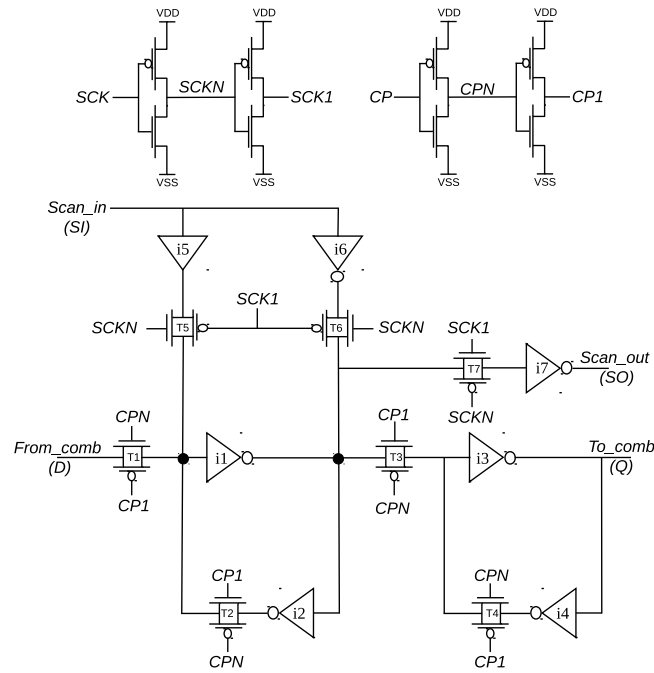 VDD VDD VDD VDD
SCK SCKN SCK1 CP CPN CP1
VSS VSS VSS VSS
Scan_in
(SI)
i5 i6
SCK1
SCKN T5 T6 SCKN
SCK1
Scan_out
T7 i7
(SO)
SCKN
CPN CP1
From_comb To_comb
(D) T1 i1 T3 i3 (Q)
CP1 CPN
CP1 CPN
T2 i2 T4 i4
CPN CP1